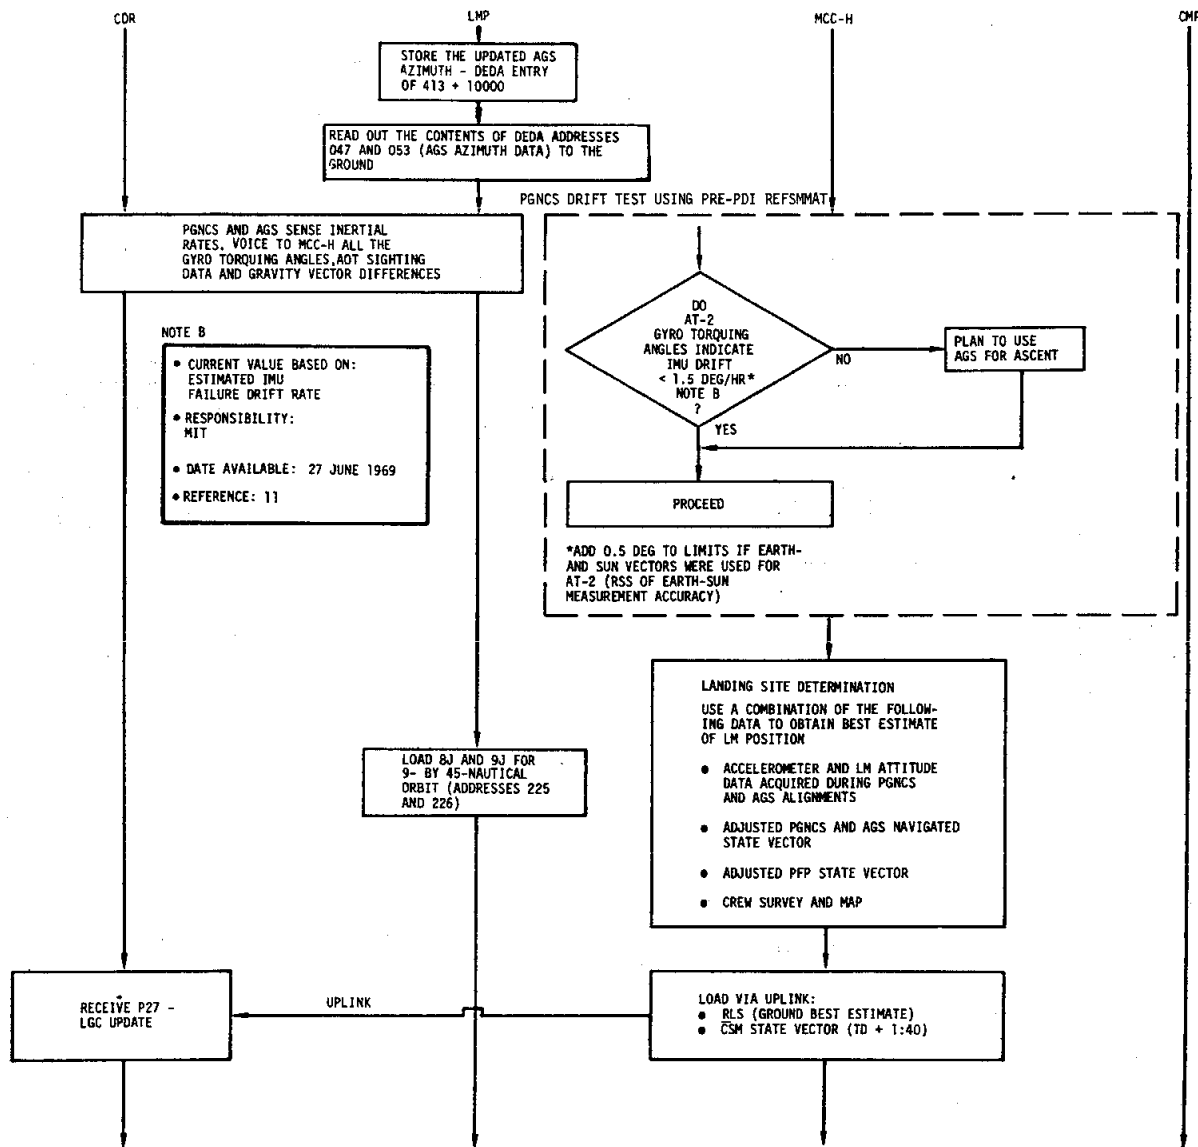 CDR
LMP
MCC-H
CMP
STORE THE UPDATED AGS
AZIMUTH - DEDA ENTRY
OF 413 + 10000
READ OUT THE CONTENTS OF DEDA ADDRESSES
047 AND 053 (AGS AZIMUTH DATA) TO THE
GROUND
PGNCS DRIFT TEST USING PRE-PDI REFSMMAT
PGNCS AND AGS SENSE INERTIAL
RATES. VOICE TO MCC-H ALL THE
GYRO TORQUING ANGLES,AOT SIGHTING
DATA AND GRAVITY VECTOR DIFFERENCES
DO
AT-2
GYRO TORQUING
ANGLES INDICATE
IMU DRIFT
< 1.5 DEG/HR*
NOTE B
?
NO
PLAN TO USE
AGS FOR ASCENT
YES
PROCEED
*ADD 0.5 DEG TO LIMITS IF EARTH-
AND SUN VECTORS WERE USED FOR
AT-2 (RSS OF EARTH-SUN
MEASUREMENT ACCURACY)
NOTE B
• CURRENT VALUE BASED ON:
ESTIMATED IMU
FAILURE DRIFT RATE
• RESPONSIBILITY:
MIT
• DATE AVAILABLE: 27 JUNE 1969
• REFERENCE: 11
LANDING SITE DETERMINATION
USE A COMBINATION OF THE FOLLOW-
ING DATA TO OBTAIN BEST ESTIMATE
OF LM POSITION
• ACCELEROMETER AND LM ATTITUDE
DATA ACQUIRED DURING PGNCS
AND AGS ALIGNMENTS
• ADJUSTED PGNCS AND AGS NAVIGATED
STATE VECTOR
• ADJUSTED PFP STATE VECTOR
• CREW SURVEY AND MAP
LOAD 8J AND 9J FOR
9- BY 45-NAUTICAL
ORBIT (ADDRESSES 225
AND 226)
RECEIVE P27 -
LGC UPDATE
UPLINK
LOAD VIA UPLINK:
• RLS (GROUND BEST ESTIMATE)
• CSM STATE VECTOR (TD + 1:40)